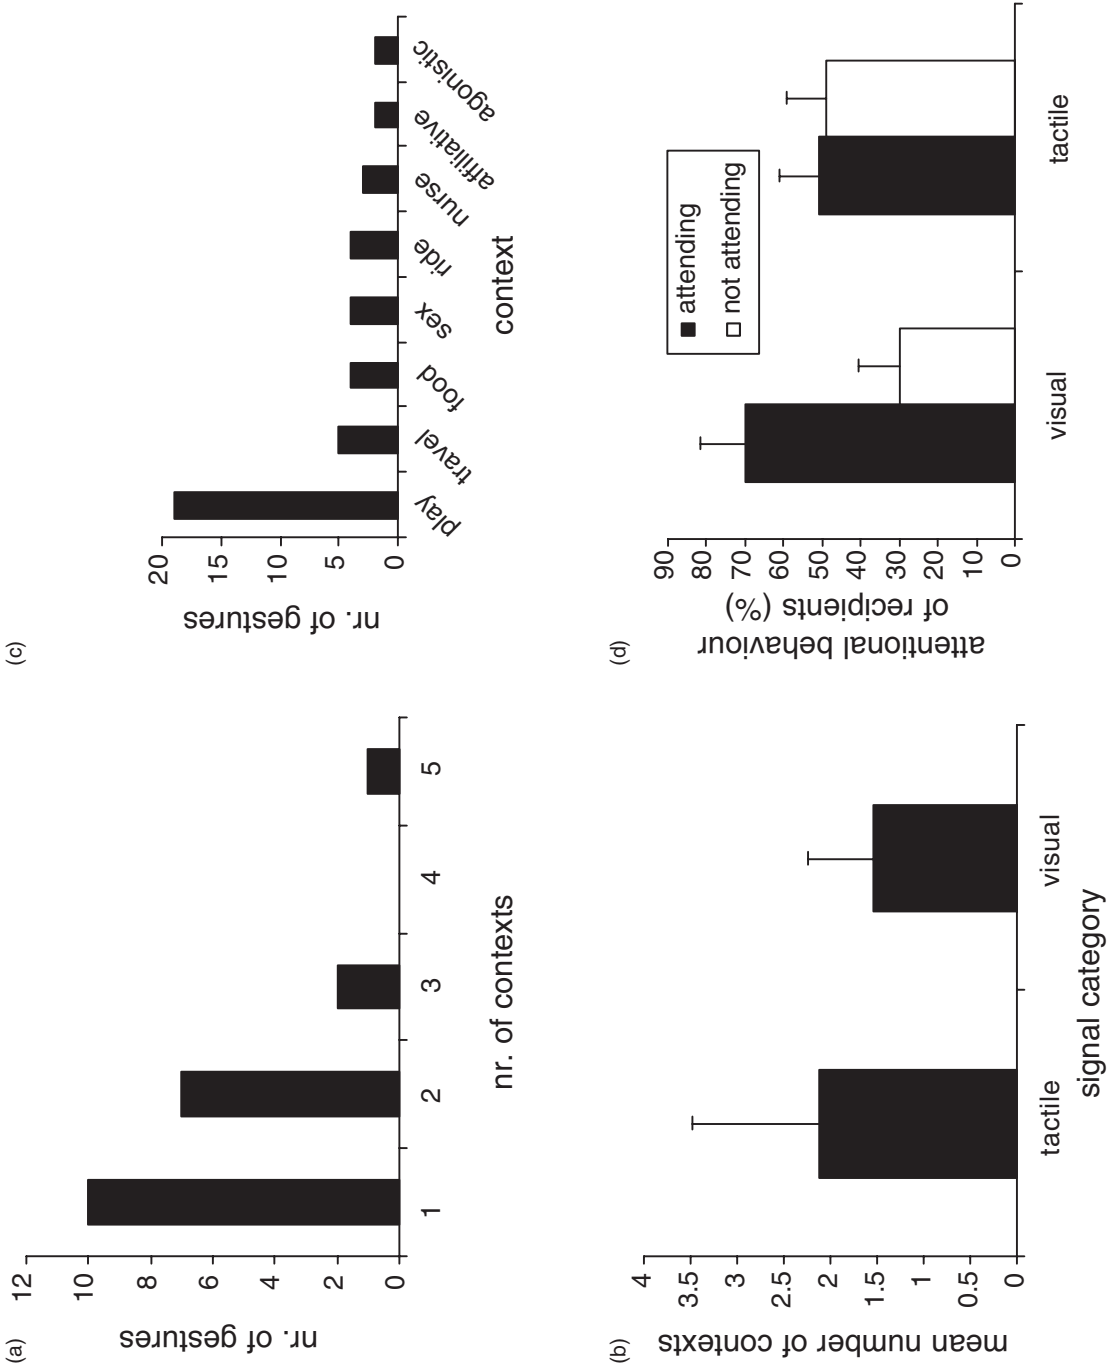 (a)
12
10
8
6
4
2
0
nr. of gestures
1 2 3 4 5
nr. of contexts
(b)
4
3.5
3
2.5
2
1.5
1
0.5
0
mean number of contexts
tactile visual
signal category
(c)
20
15
10
5
0
nr. of gestures
play travel food sex ride nurse affiliative agonistic
context
(d)
90
80
70
60
50
40
30
20
10
0
attentional behaviour
of recipients (%)
attending
not attending
visual tactile